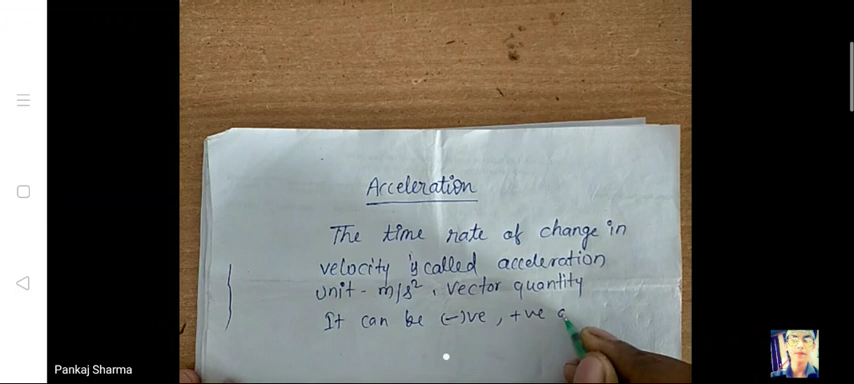 Acceleration
The time rate of change in
velocity is called acceleration
unit - m/s², vector quantity
It can be (-)ve, +ve
Pankaj Sharma